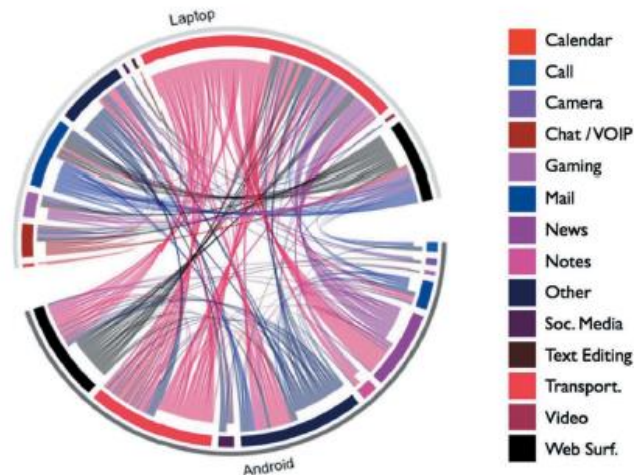 Laptop
Calendar
Call
Camera
Chat / VOIP
Gaming
Mail
News
Notes
Other
Soc. Media
Text Editing
Transport.
Video
Web Surf.
Android